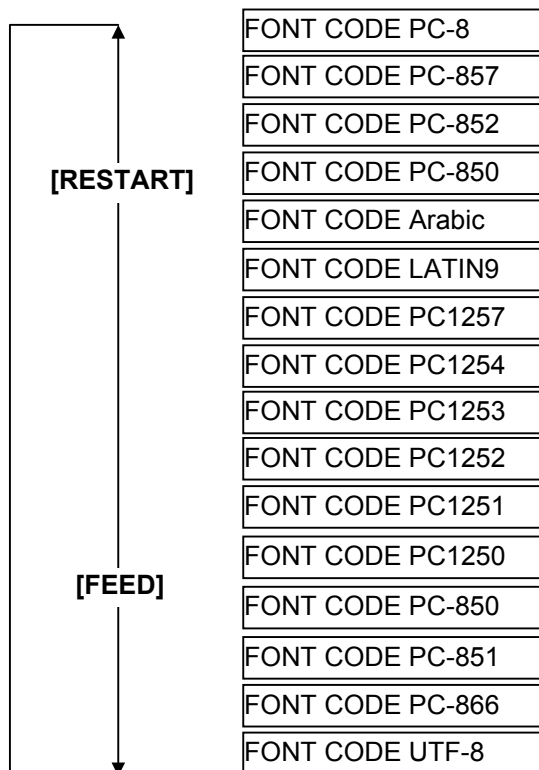 FONT CODE PC-8
FONT CODE PC-857
FONT CODE PC-852
[RESTART]
FONT CODE PC-850
FONT CODE Arabic
FONT CODE LATIN9
FONT CODE PC1257
FONT CODE PC1254
FONT CODE PC1253
FONT CODE PC1252
FONT CODE PC1251
FONT CODE PC1250
[FEED]
FONT CODE PC-850
FONT CODE PC-851
FONT CODE PC-866
FONT CODE UTF-8